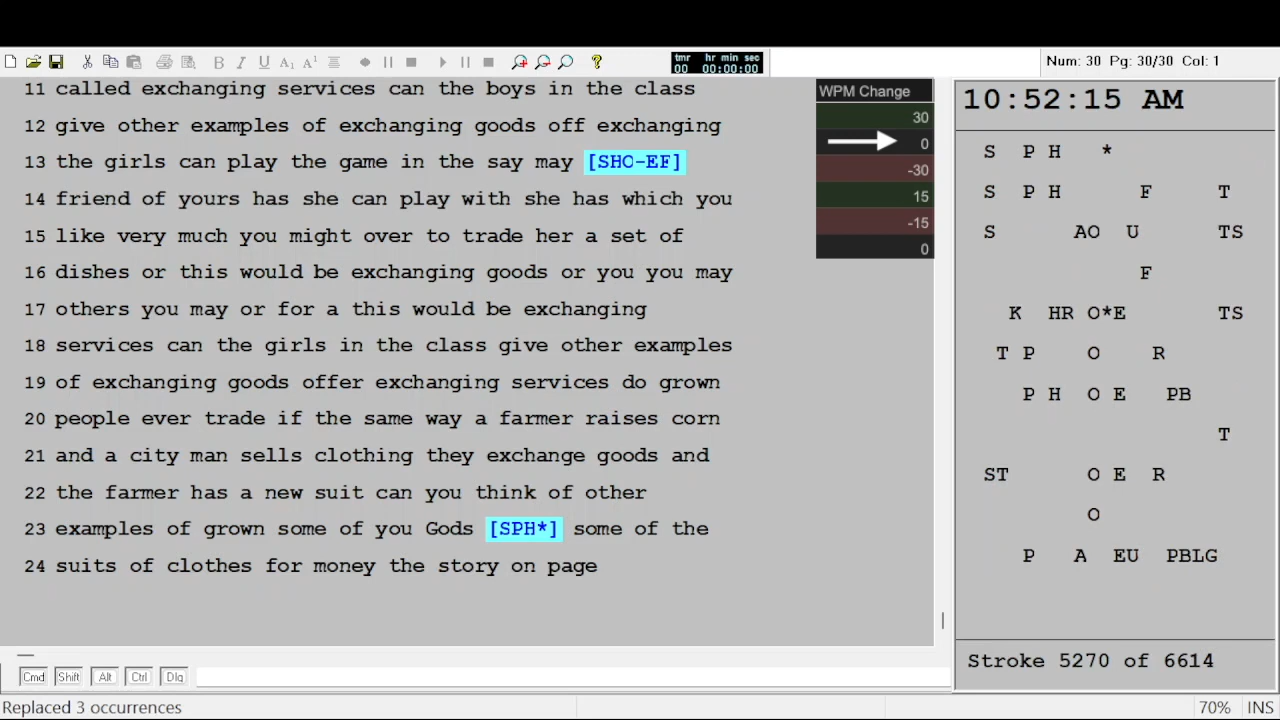 B I U A₁ A¹ ?
tmr hr min sec
00 00:00:00
Num: 30 Pg: 30/30 Col: 1
11 called exchanging services can the boys in the class
12 give other examples of exchanging goods off exchanging
13 the girls can play the game in the say may [SHO-EF]
14 friend of yours has she can play with she has which you
15 like very much you might over to trade her a set of
16 dishes or this would be exchanging goods or you you may
17 others you may or for a this would be exchanging
18 services can the girls in the class give other examples
19 of exchanging goods offer exchanging services do grown
20 people ever trade if the same way a farmer raises corn
21 and a city man sells clothing they exchange goods and
22 the farmer has a new suit can you think of other
23 examples of grown some of you Gods [SPH*] some of the
24 suits of clothes for money the story on page
WPM Change
30
0
-30
15
-15
0
10:52:15 AM
S PH *
S PH F T
S AO U TS
F
K HR O*E TS
T P O R
P H O E PB
T
ST O E R
O
P A EU PBLG
Stroke 5270 of 6614
Cmd Shift Alt Ctrl Dlg
Replaced 3 occurrences
70% INS